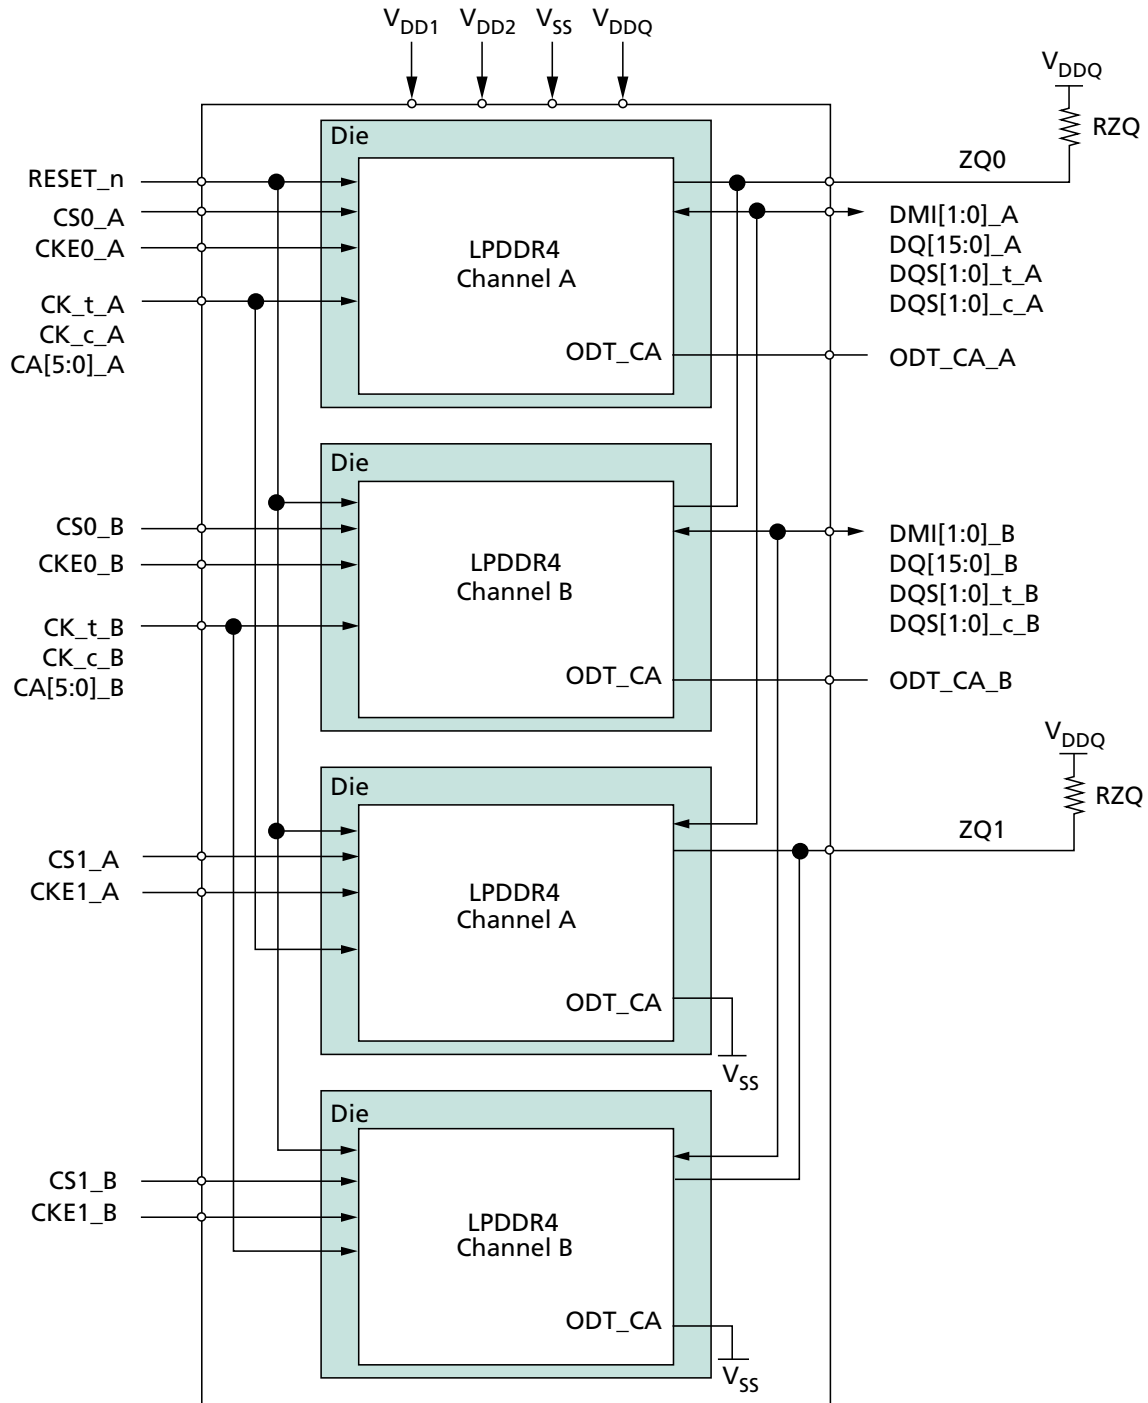 VDD1 VDD2 VSS VDDQ
VDDQ
RZQ
ZQ0
Die
RESET_n
CS0_A
CKE0_A
CK_t_A
CK_c_A
CA[5:0]_A
LPDDR4
Channel A
ODT_CA
DMI[1:0]_A
DQ[15:0]_A
DQS[1:0]_t_A
DQS[1:0]_c_A
ODT_CA_A
Die
CS0_B
CKE0_B
CK_t_B
CK_c_B
CA[5:0]_B
LPDDR4
Channel B
ODT_CA
DMI[1:0]_B
DQ[15:0]_B
DQS[1:0]_t_B
DQS[1:0]_c_B
ODT_CA_B
VDDQ
RZQ
ZQ1
Die
CS1_A
CKE1_A
LPDDR4
Channel A
ODT_CA
VSS
Die
CS1_B
CKE1_B
LPDDR4
Channel B
ODT_CA
VSS